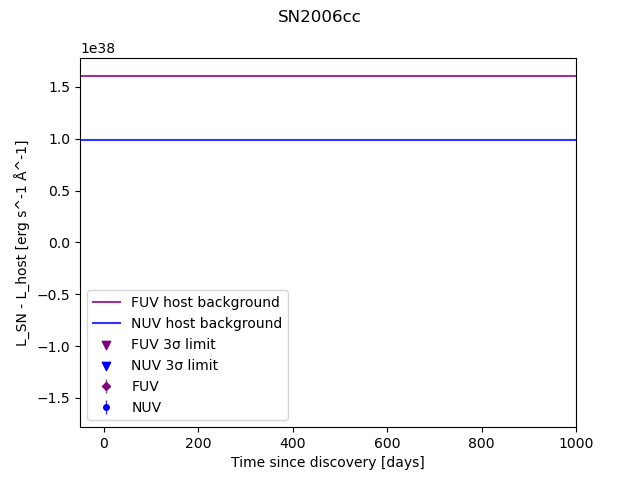 SN2006cc
1e38
1.5
1.0
0.5
0.0
−0.5
−1.0
−1.5
L_SN - L_host [erg s^-1 Å^-1]
FUV host background
NUV host background
FUV 3σ limit
NUV 3σ limit
FUV
NUV
0 200 400 600 800 1000
Time since discovery [days]